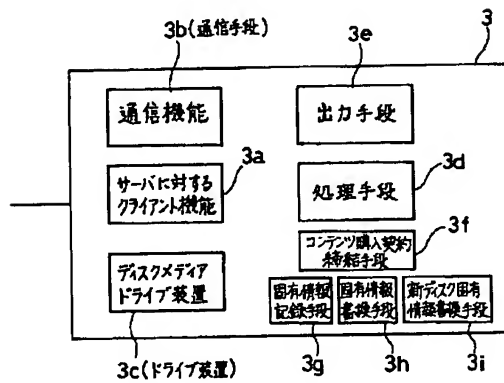 3b(通信手段)
3e
3
通信機能
出力手段
3a
3d
サーバに対する
クライアント機能
処理手段
3f
コンテンツ購入契約
締結手段
ディスクメディア
ドライブ装置
固有情報
記録手段
固有情報
書換手段
新ディスク固有
情報書換手段
3c(ドライブ装置)
3g
3h
3i